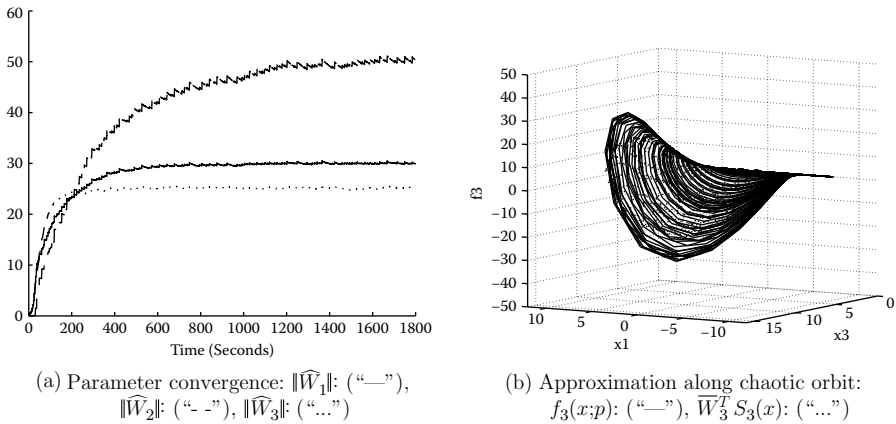 60
50
40
30
20
10
0
0 200 400 600 800 1000 1200 1400 1600 1800
Time (Seconds)
(a) Parameter convergence: ‖Ŵ₁‖: (“—”),
‖Ŵ₂‖: (“- -”), ‖Ŵ₃‖: (“...”)
50
40
30
20
10
0
−10
−20
−30
−40
−50
f3
10 5 0 −5 −10
x1
15 10 5 0
x3
(b) Approximation along chaotic orbit:
f₃(x;p): (“—”), W̅₃ᵀ S₃(x): (“...”)